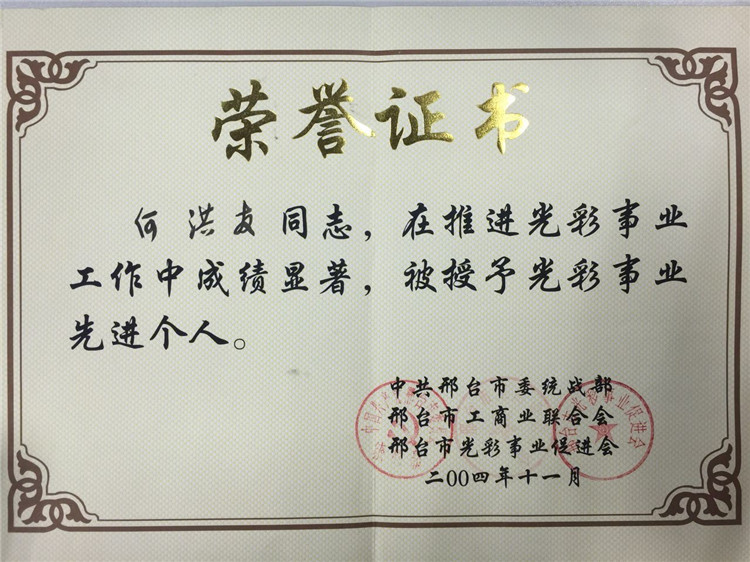 荣誉证书
何洪友同志，在推进光彩事业
工作中成绩显著，被授予光彩事业
先进个人。
中共邢台市委统战部
邢台市工商业联合会
邢台市光彩事业促进会
二00四年十一月